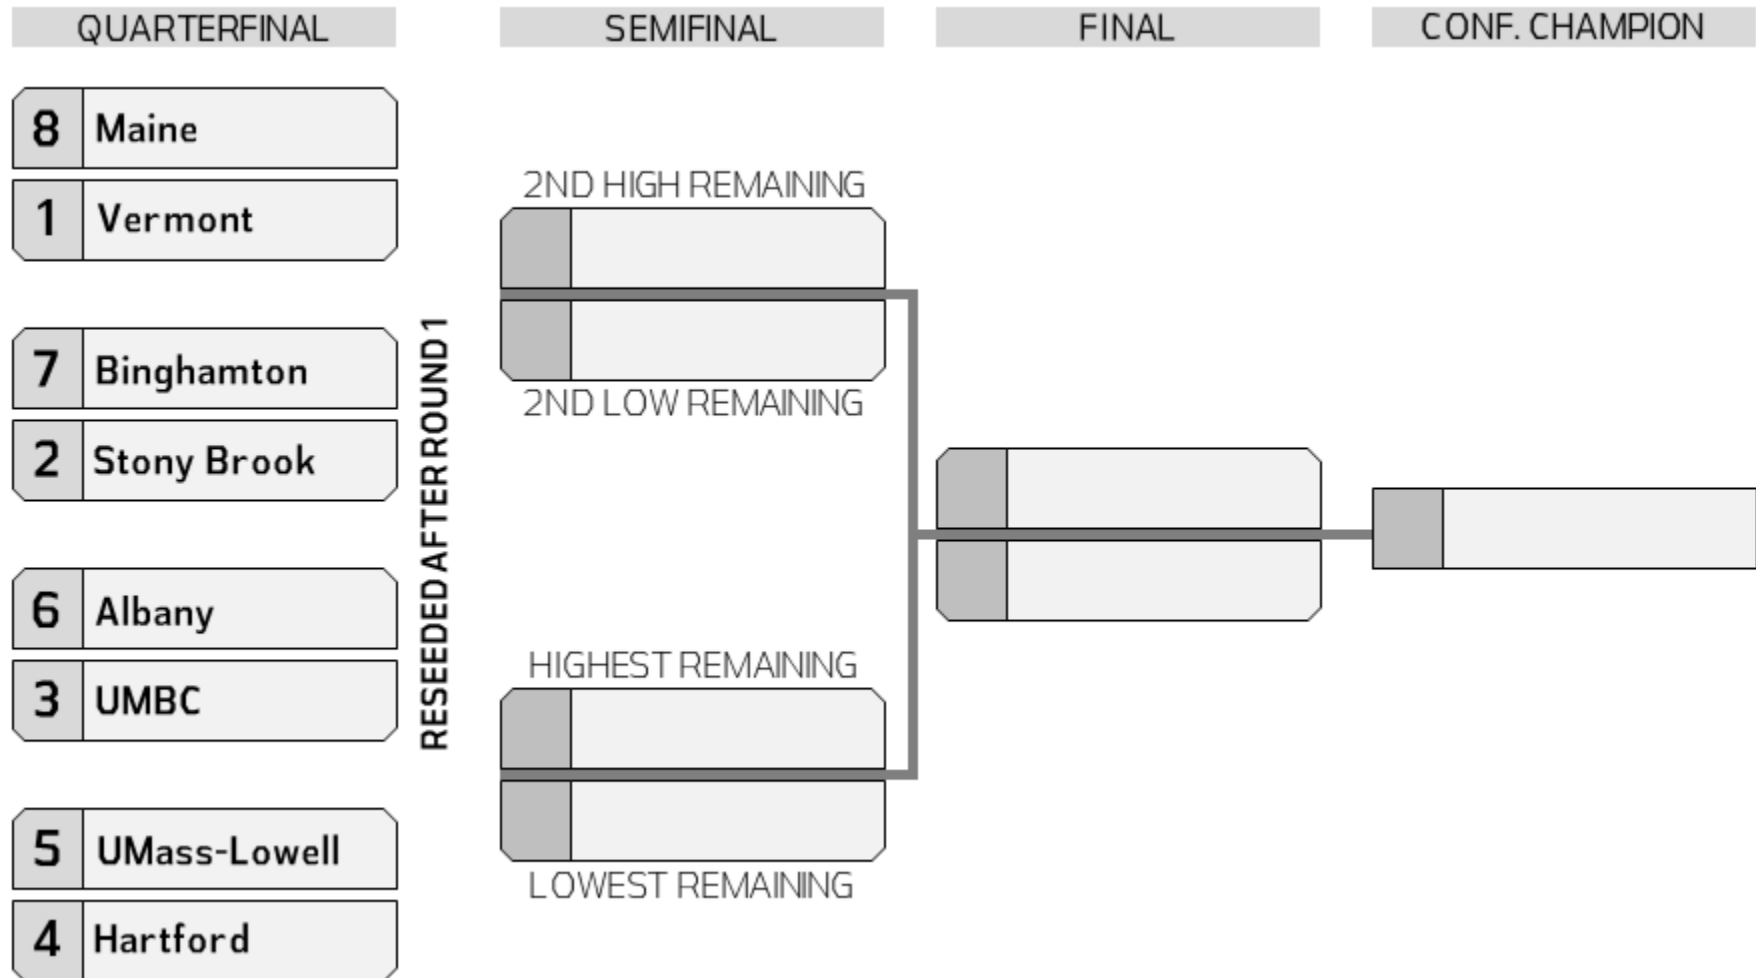 QUARTERFINAL
SEMIFINAL
FINAL
CONF. CHAMPION
8 Maine
1 Vermont
7 Binghamton
2 Stony Brook
6 Albany
3 UMBC
5 UMass-Lowell
4 Hartford
RESEEDED AFTER ROUND 1
2ND HIGH REMAINING
2ND LOW REMAINING
HIGHEST REMAINING
LOWEST REMAINING